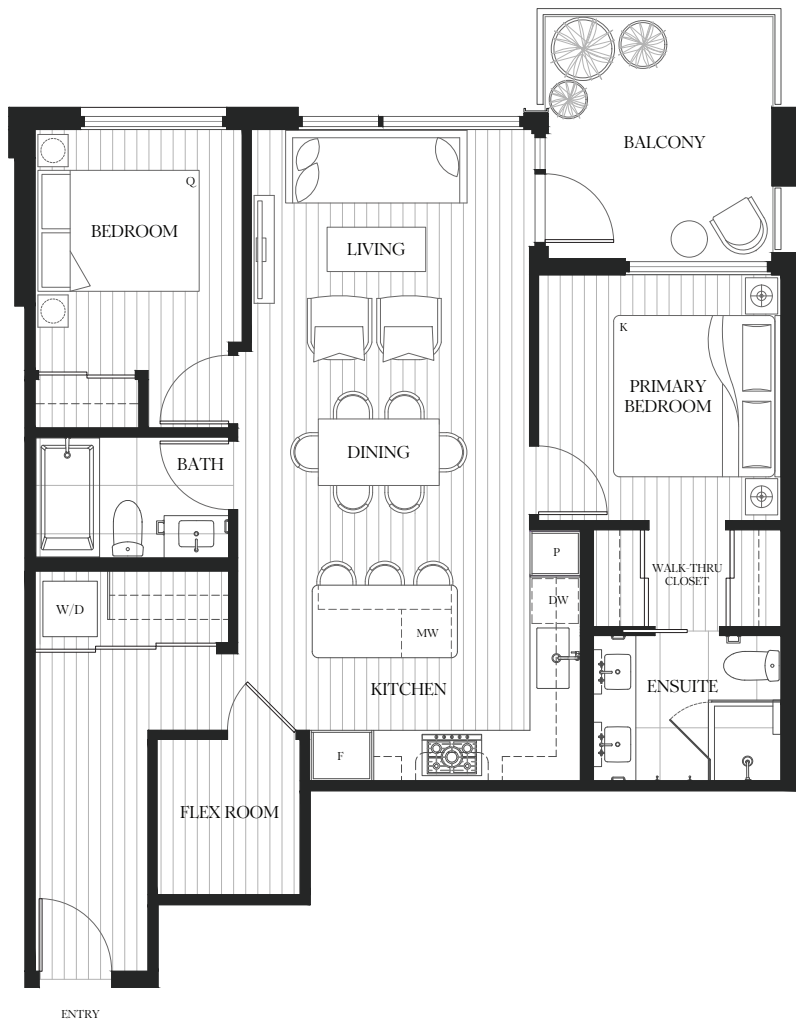 BALCONY
Q
BEDROOM
LIVING
K
PRIMARY
BEDROOM
DINING
BATH
P
WALK-THRU
CLOSET
DW
W/D
MW
KITCHEN
ENSUITE
F
FLEX ROOM
ENTRY